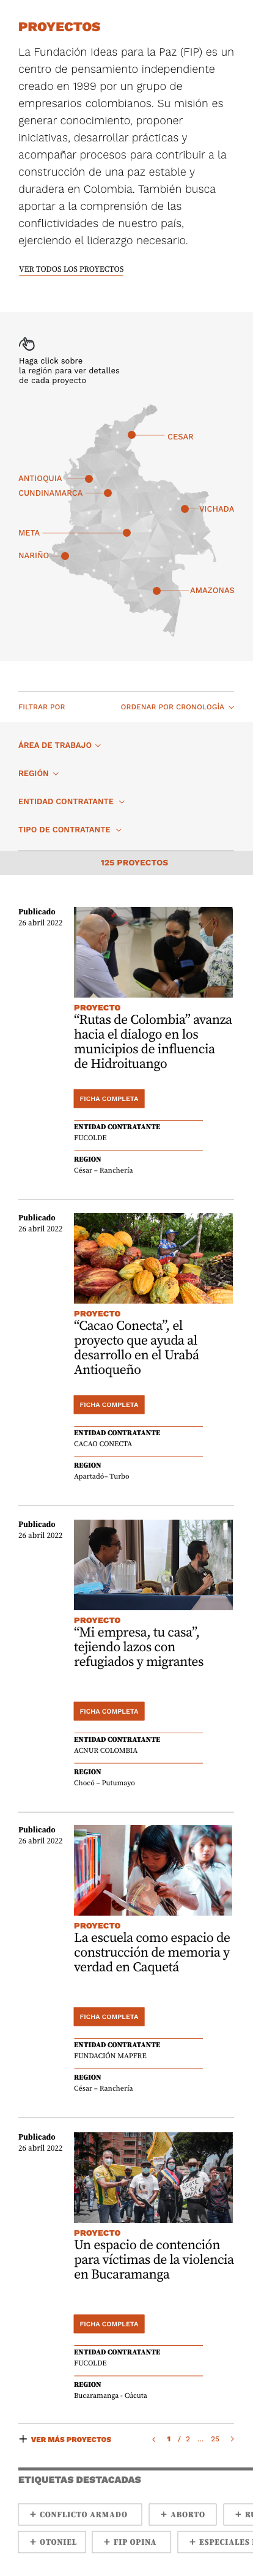 PROYECTOS
La Fundación Ideas para la Paz (FIP) es un
centro de pensamiento independiente
creado en 1999 por un grupo de
empresarios colombianos. Su misión es
generar conocimiento, proponer
iniciativas, desarrollar prácticas y
acompañar procesos para contribuir a la
construcción de una paz estable y
duradera en Colombia. También busca
aportar a la comprensión de las
conflictividades de nuestro país,
ejerciendo el liderazgo necesario.
VER TODOS LOS PROYECTOS
Haga click sobre
la región para ver detalles
de cada proyecto
CESAR
ANTIOQUIA
CUNDINAMARCA
VICHADA
META
NARIÑO
AMAZONAS
FILTRAR POR
ORDENAR POR CRONOLOGÍA
ÁREA DE TRABAJO
REGIÓN
ENTIDAD CONTRATANTE
TIPO DE CONTRATANTE
125 PROYECTOS
Publicado
26 abril 2022
PROYECTO
“Rutas de Colombia” avanza
hacia el dialogo en los
municipios de influencia
de Hidroituango
FICHA COMPLETA
ENTIDAD CONTRATANTE
FUCOLDE
REGION
César – Ranchería
Publicado
26 abril 2022
PROYECTO
“Cacao Conecta”, el
proyecto que ayuda al
desarrollo en el Urabá
Antioqueño
FICHA COMPLETA
ENTIDAD CONTRATANTE
CACAO CONECTA
REGION
Apartadó– Turbo
Publicado
26 abril 2022
PROYECTO
“Mi empresa, tu casa”,
tejiendo lazos con
refugiados y migrantes
FICHA COMPLETA
ENTIDAD CONTRATANTE
ACNUR COLOMBIA
REGION
Chocó – Putumayo
Publicado
26 abril 2022
PROYECTO
La escuela como espacio de
construcción de memoria y
verdad en Caquetá
FICHA COMPLETA
ENTIDAD CONTRATANTE
FUNDACIÓN MAPFRE
REGION
César – Ranchería
Publicado
26 abril 2022
PROYECTO
Un espacio de contención
para víctimas de la violencia
en Bucaramanga
FICHA COMPLETA
ENTIDAD CONTRATANTE
FUCOLDE
REGION
Bucaramanga - Cúcuta
+ VER MÁS PROYECTOS
1 / 2 ... 25
ETIQUETAS DESTACADAS
+ CONFLICTO ARMADO
+ ABORTO
+ RU
+ OTONIEL
+ FIP OPINA
+ ESPECIALES